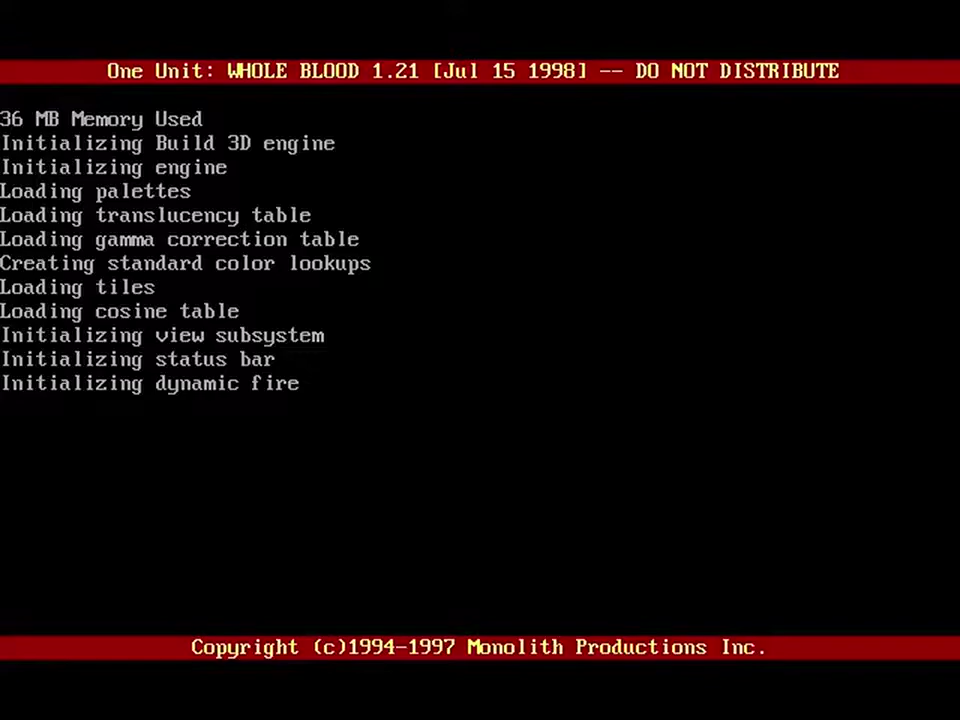 One Unit: WHOLE BLOOD 1.21 [Jul 15 1998] -- DO NOT DISTRIBUTE
36 MB Memory Used
Initializing Build 3D engine
Initializing engine
Loading palettes
Loading translucency table
Loading gamma correction table
Creating standard color lookups
Loading tiles
Loading cosine table
Initializing view subsystem
Initializing status bar
Initializing dynamic fire
Copyright (c)1994-1997 Monolith Productions Inc.